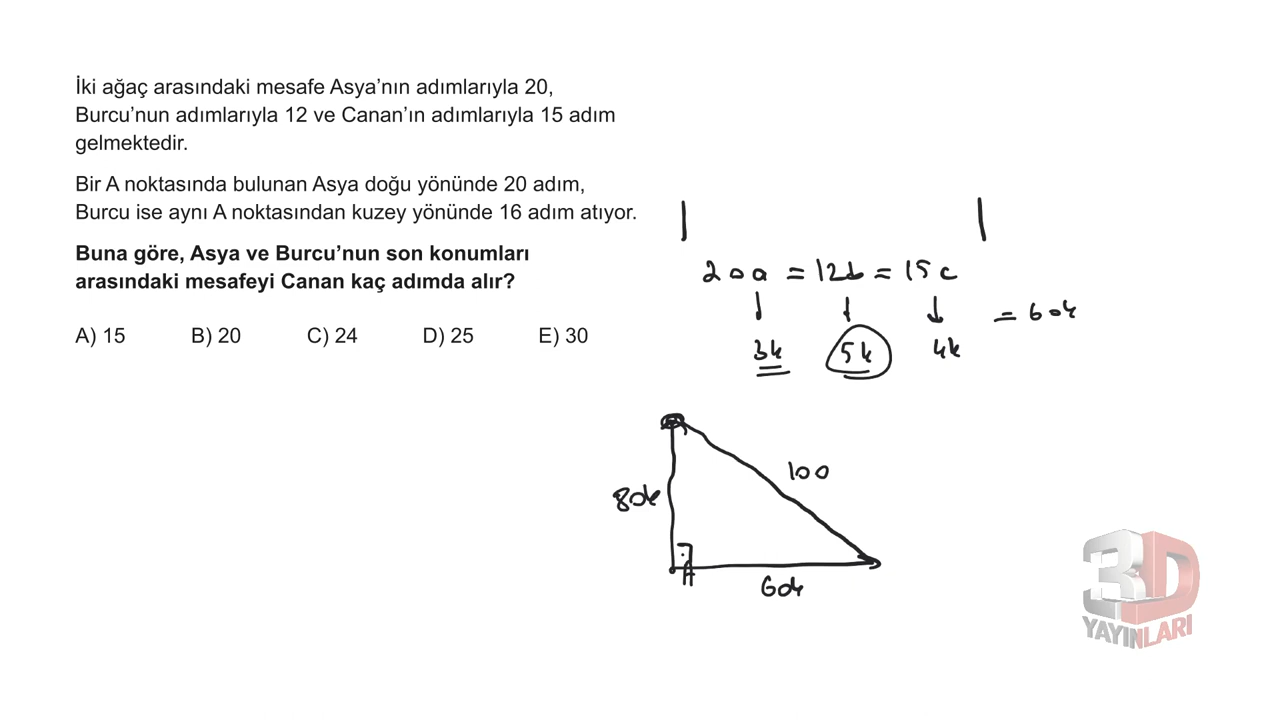 İki ağaç arasındaki mesafe Asya’nın adımlarıyla 20,
Burcu’nun adımlarıyla 12 ve Canan’ın adımlarıyla 15 adım
gelmektedir.
Bir A noktasında bulunan Asya doğu yönünde 20 adım,
Burcu ise aynı A noktasından kuzey yönünde 16 adım atıyor.
Buna göre, Asya ve Burcu’nun son konumları
arasındaki mesafeyi Canan kaç adımda alır?
A) 15 B) 20 C) 24 D) 25 E) 30
20a = 12b = 15c
= 60k
3k 5k 4k
80k
100
A
60k
3D
YAYINLARI